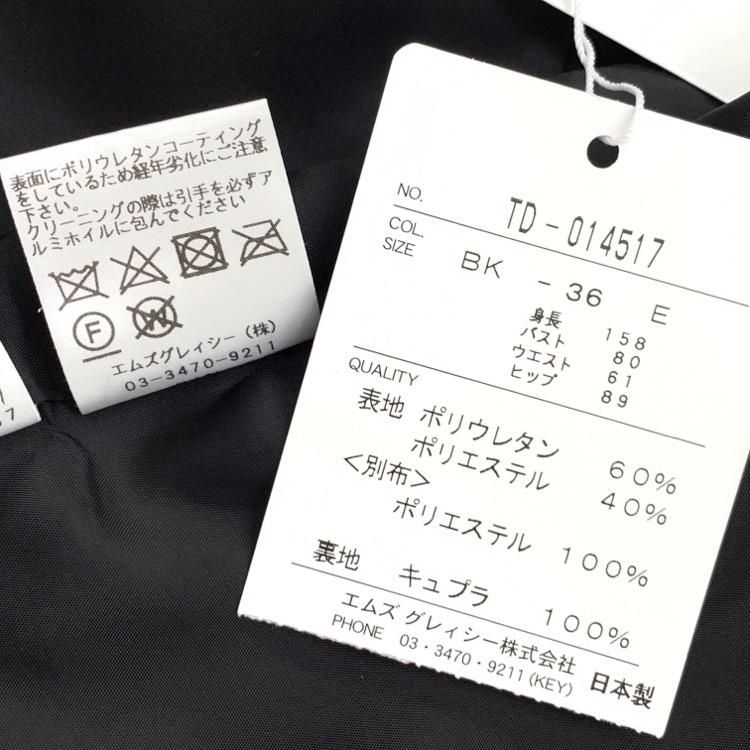 表面にポリウレタンコーティング
をしているため経年劣化にご注意
下さい。
クリーニングの際は引手を必ずア
ルミホイルに包んでください
F
W
エムズグレイシー(株)
03-3470-9211
7
NO. TD-014517
COL.
SIZE BK - 36 E
身長 158
バスト 80
ウエスト 61
ヒップ 89
QUALITY
表地 ポリウレタン 60%
ポリエステル 40%
<別布>
ポリエステル 100%
裏地 キュプラ 100%
エムズ グレィシー株式会社
PHONE 03・3470・9211(KEY) 日本製